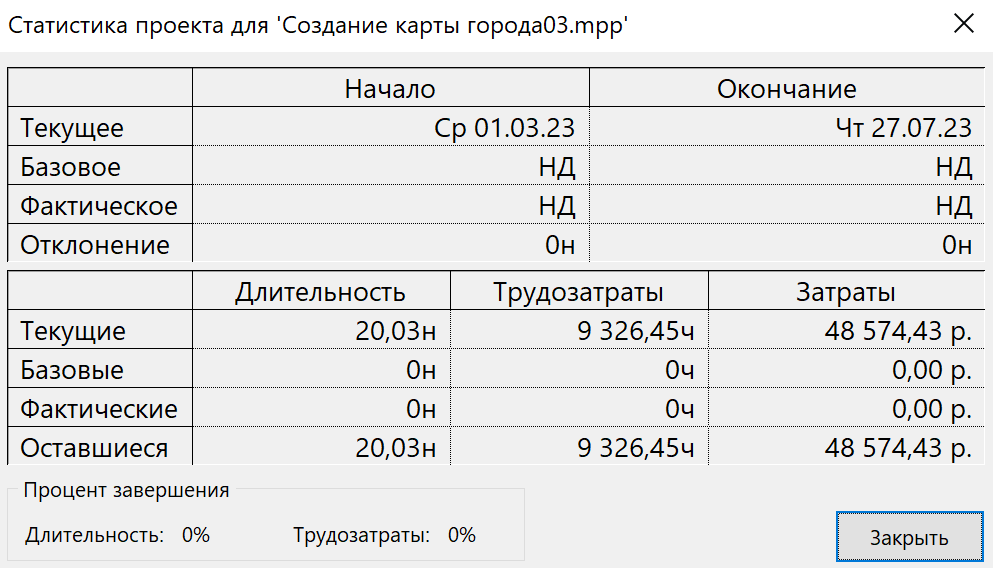 Статистика проекта для 'Создание карты города03.mpp'
Начало Окончание
Текущее Ср 01.03.23 Чт 27.07.23
Базовое НД НД
Фактическое НД НД
Отклонение 0н 0н
Длительность Трудозатраты Затраты
Текущие 20,03н 9 326,45ч 48 574,43 р.
Базовые 0н 0ч 0,00 р.
Фактические 0н 0ч 0,00 р.
Оставшиеся 20,03н 9 326,45ч 48 574,43 р.
Процент завершения
Длительность: 0% Трудозатраты: 0%
Закрыть